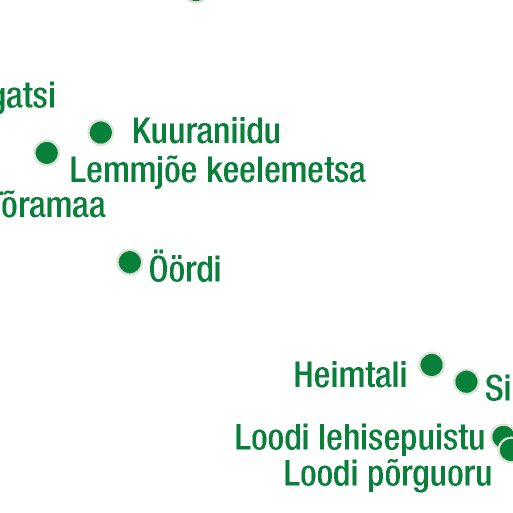 gatsi
Kuuraniidu
Lemmjõe keelemetsa
õramaa
Öördi
Heimtali
Si
Loodi lehisepuistu
Loodi põrguoru